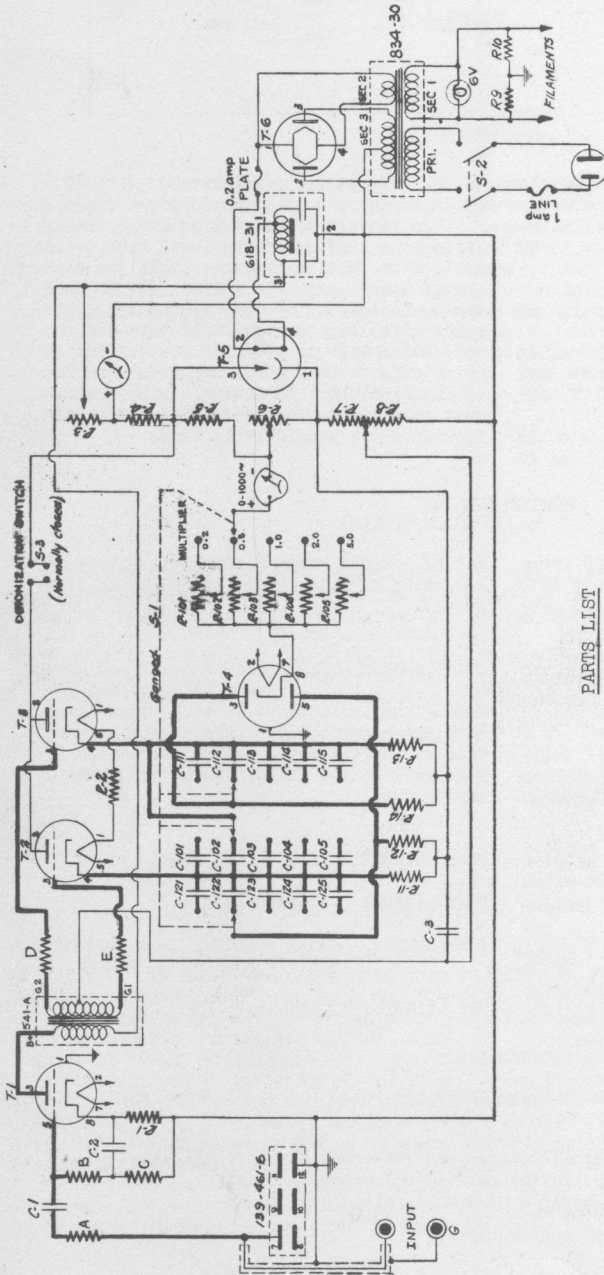 T-1
T-2
T-3
DEIONIZATION SWITCH
S-3
(Normally closed)
0.2 amp
PLATE
618-31
T-6
834-30
SEC 2
SEC 3
SEC 1
PRI.
6V
R9
R10
FILAMENTS
S-2
1 amp
LINE
541-A
B+
G2
G1
D
E
R-2
C-1
A
B
C-2
C
R-1
139-461-B
INPUT
G
Ganged S-1
MULTIPLIER
0.2
0.5
1.0
2.0
5.0
R-101
R-102
R-103
R-104
R-105
0-1000~
T-4
T-5
R-3
R-4
R-5
R-6
R-7
R-8
C-121
C-101
C-122
C-102
C-123
C-103
C-124
C-104
C-125
C-105
C-111
C-112
C-113
C-114
C-115
R-11
R-12
R-14
R-13
C-3
PARTS LIST